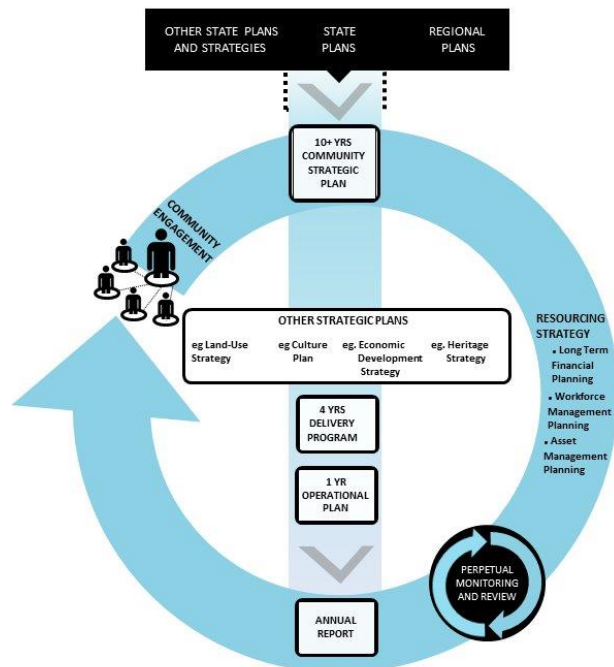 OTHER STATE PLANS
AND STRATEGIES
STATE
PLANS
REGIONAL
PLANS
10+ YRS
COMMUNITY
STRATEGIC
PLAN
COMMUNITY
ENGAGEMENT
OTHER STRATEGIC PLANS
eg Land-Use
Strategy
eg Culture
Plan
eg. Economic
Development
Strategy
eg. Heritage
Strategy
RESOURCING
STRATEGY
• Long Term
Financial
Planning
• Workforce
Management
Planning
• Asset
Management
Planning
4 YRS
DELIVERY
PROGRAM
1 YR
OPERATIONAL
PLAN
PERPETUAL
MONITORING
AND REVIEW
ANNUAL
REPORT